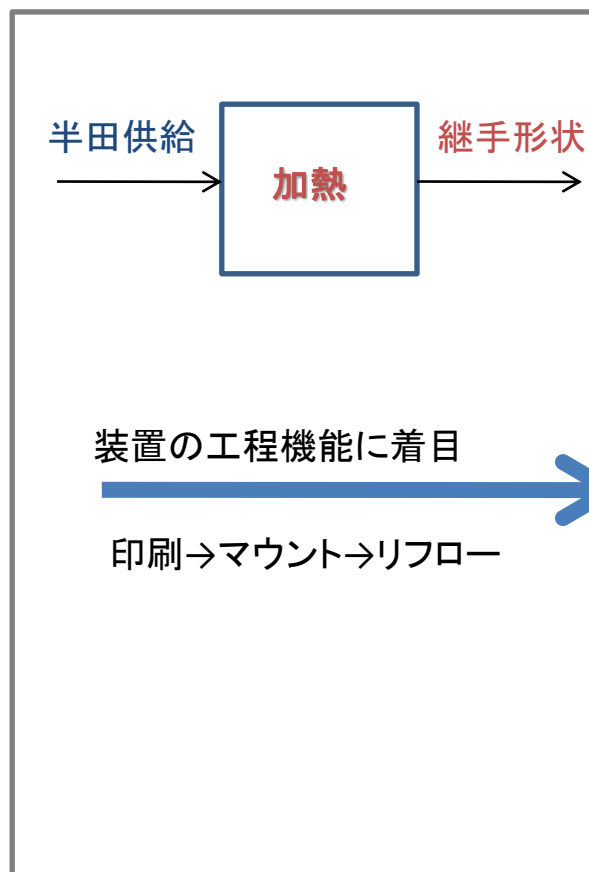 半田供給
加熱
継手形状
装置の工程機能に着目
印刷→マウント→リフロー